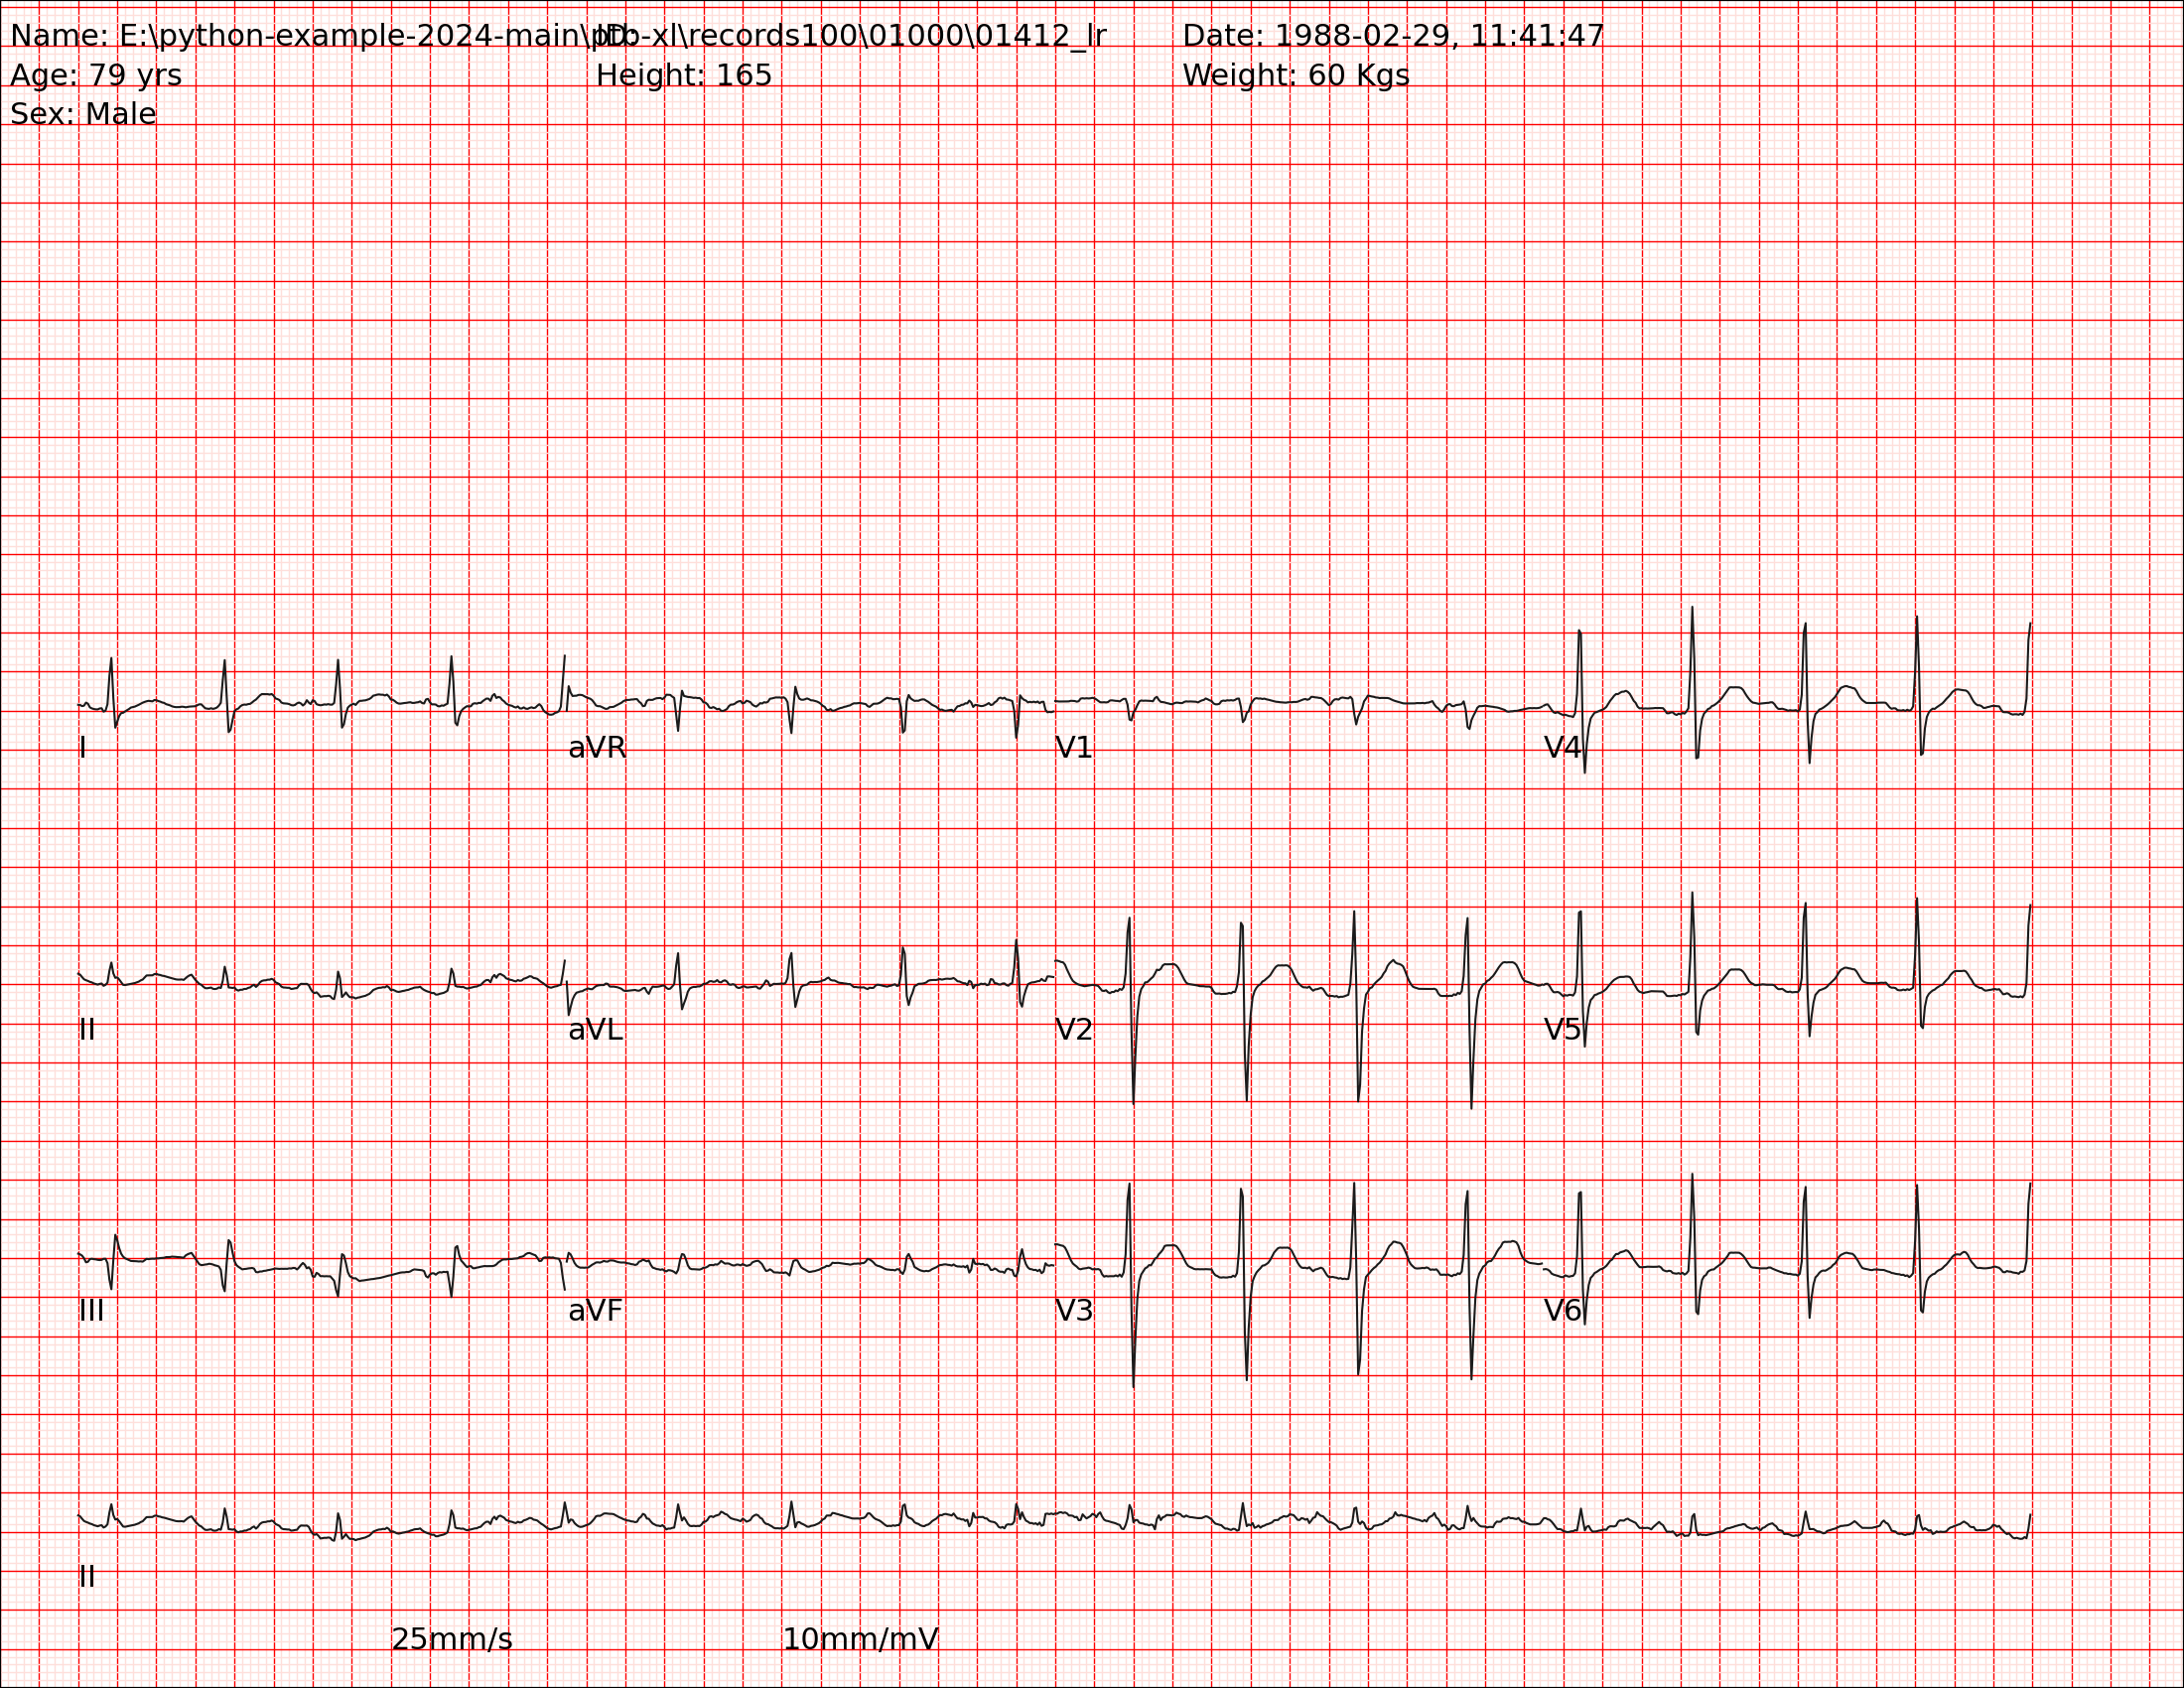 Name: E:\python-example-2024-main\ptb-xl\records100\01000\01412_lr ID: Date: 1988-02-29, 11:41:47
Age: 79 yrs Height: 165 Weight: 60 Kgs
Sex: Male
I aVR V1 V4
II aVL V2 V5
III aVF V3 V6
II
25mm/s 10mm/mV